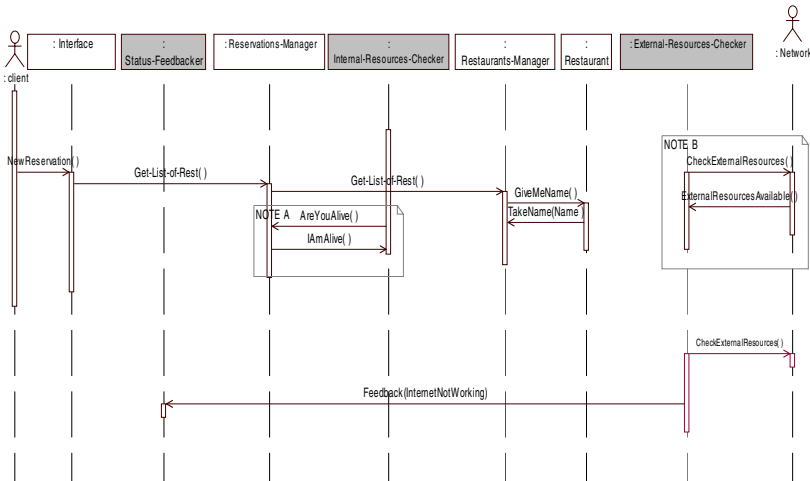 : client
: Interface
:
Status-Feedbacker
: Reservations-Manager
:
Internal-Resources-Checker
:
Restaurants-Manager
:
Restaurant
: External-Resources-Checker
: Network
NewReservation( )
Get-List-of-Rest( )
Get-List-of-Rest( )
GiveMeName( )
TakeName(Name )
NOTE A
AreYouAlive( )
IAmAlive( )
NOTE B
CheckExternalResources( )
ExternalResourcesAvailable()
CheckExternalResources( )
Feedback(InternetNotWorking)